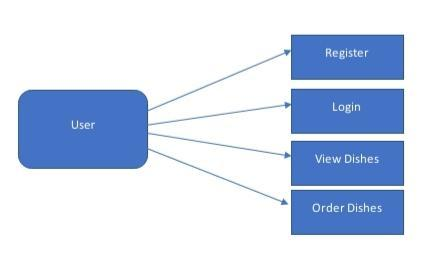 User
Register
Login
View Dishes
Order Dishes